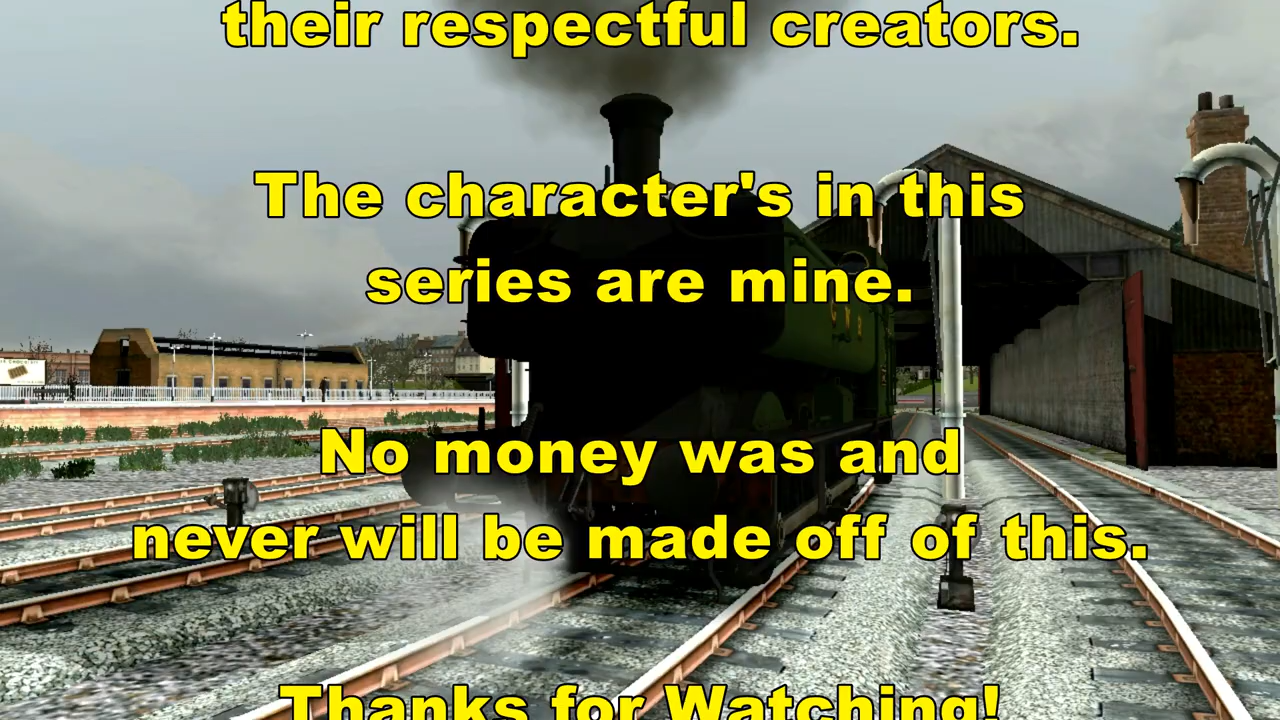 their respectful creators.
The character's in this
series are mine.
No money was and
never will be made off of this.
Thanks for Watching!
G W R